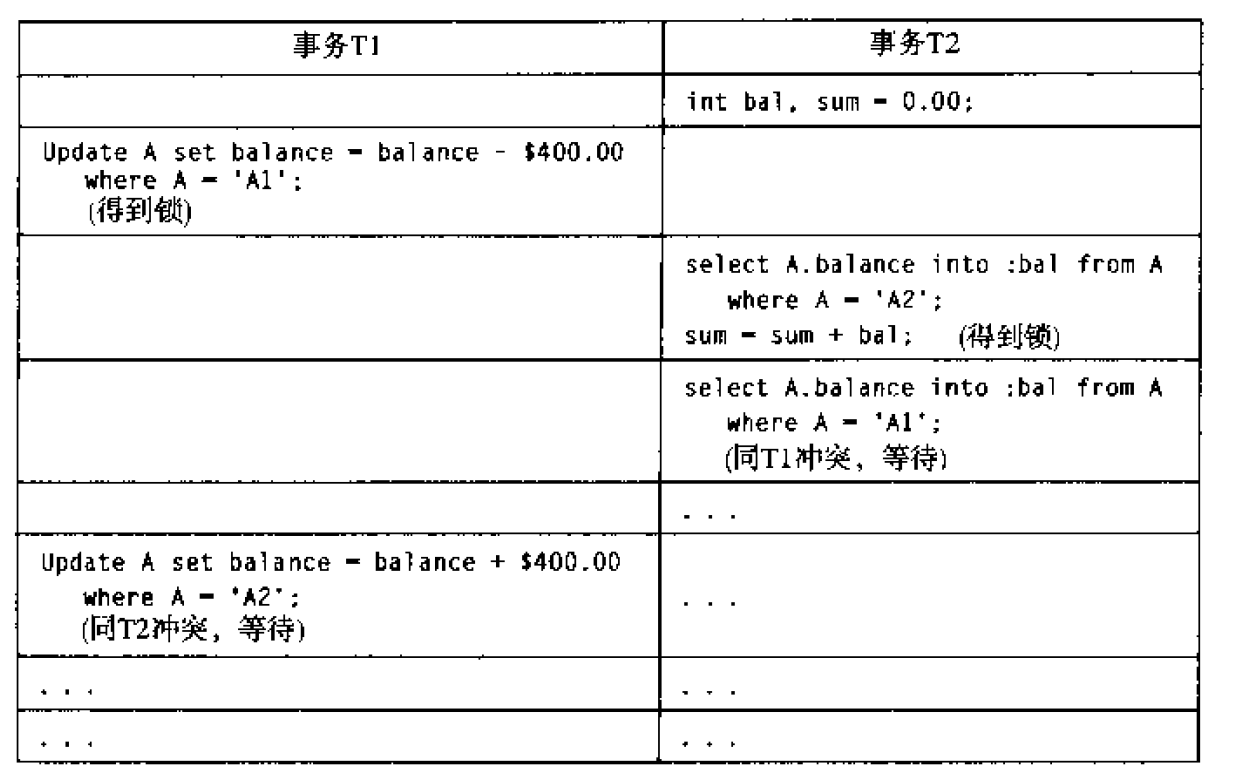 事务T1
事务T2
int bal, sum = 0.00;
Update A set balance = balance - $400.00
where A = 'A1';
(得到锁)
select A.balance into :bal from A
where A = 'A2';
sum = sum + bal; (得到锁)
select A.balance into :bal from A
where A = 'A1';
(同T1冲突，等待)
. . .
Update A set balance = balance + $400.00
where A = 'A2';
(同T2冲突，等待)
. . .
. . .
. . .
. . .
. . .